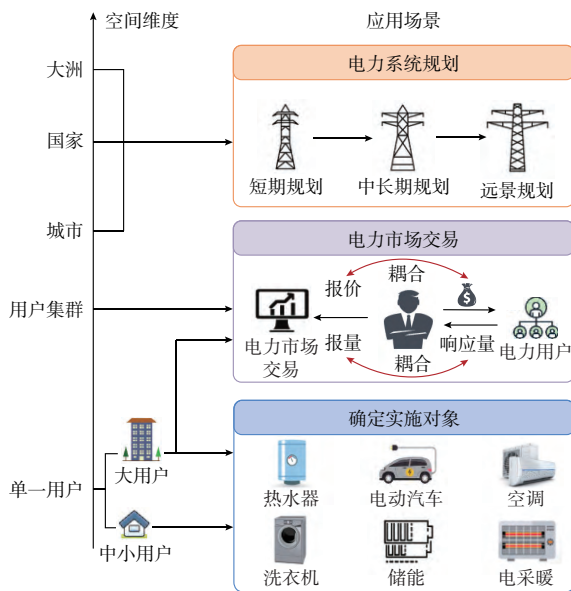 空间维度
应用场景
大洲
国家
城市
用户集群
单一用户
大用户
中小用户
电力系统规划
短期规划
中长期规划
远景规划
电力市场交易
报价
耦合
$
报量
耦合
响应量
电力市场
交易
电力用户
确定实施对象
热水器
电动汽车
空调
洗衣机
储能
电采暖